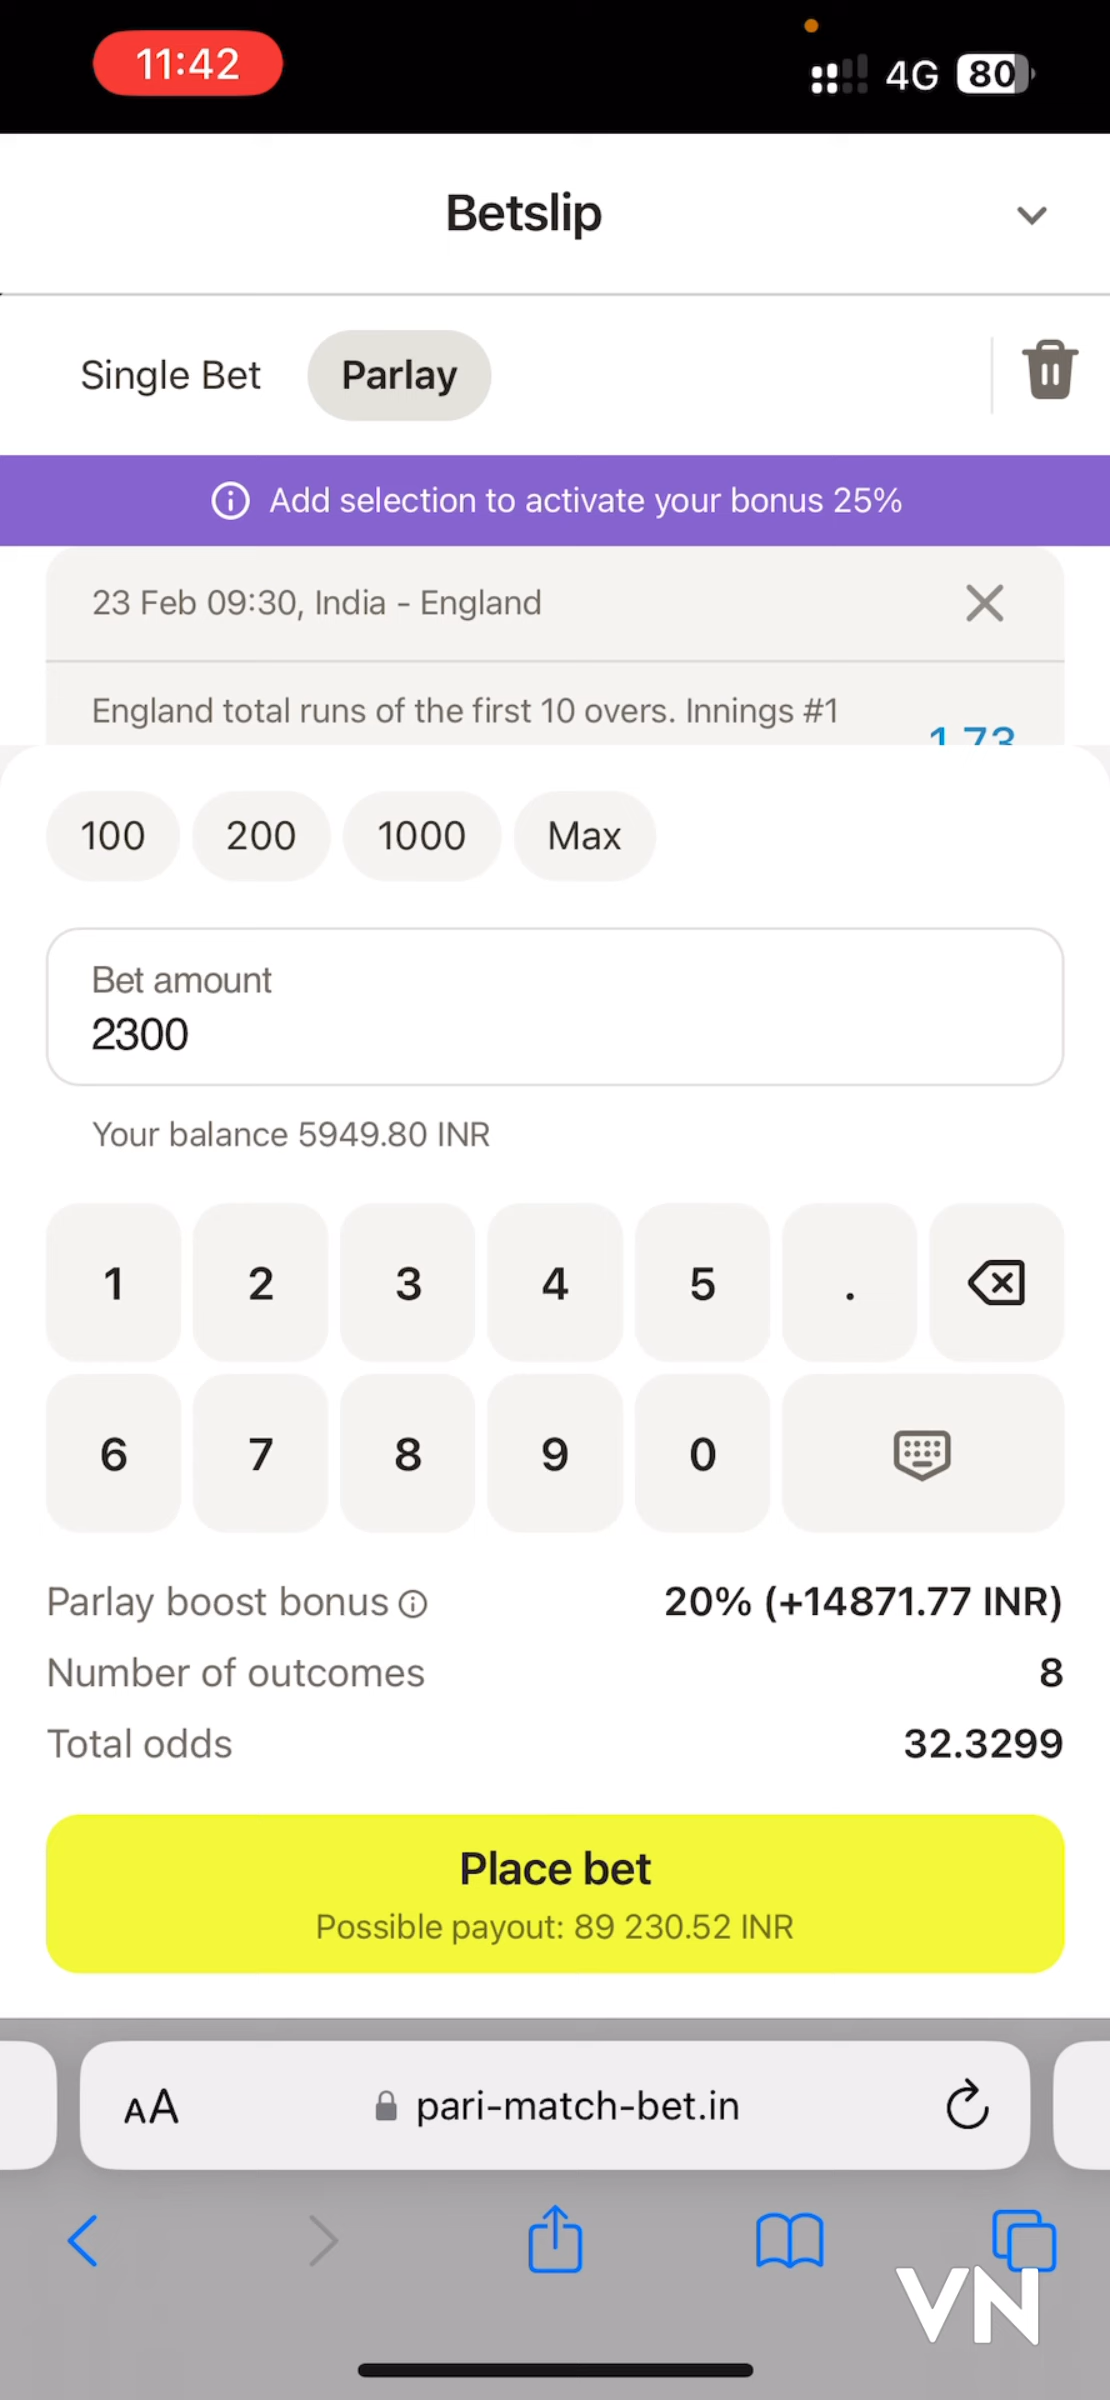 11:42
4G 80
Betslip
Single Bet Parlay
Add selection to activate your bonus 25%
23 Feb 09:30, India - England
England total runs of the first 10 overs. Innings #1
1.73
100 200 1000 Max
Bet amount
2300
Your balance 5949.80 INR
1 2 3 4 5 .
6 7 8 9 0
Parlay boost bonus 20% (+14871.77 INR)
Number of outcomes 8
Total odds 32.3299
Place bet
Possible payout: 89 230.52 INR
AA pari-match-bet.in
VN